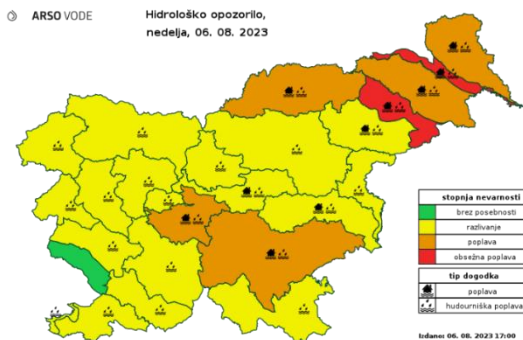 ARSO VODE
Hidrološko opozorilo,
nedelja, 06. 08. 2023
stopnja nevarnosti
brez posebnosti
razlivanje
poplava
obsežna poplava
tip dogodka
poplava
hudourniška poplava
Izdano: 06. 08. 2023 17:00